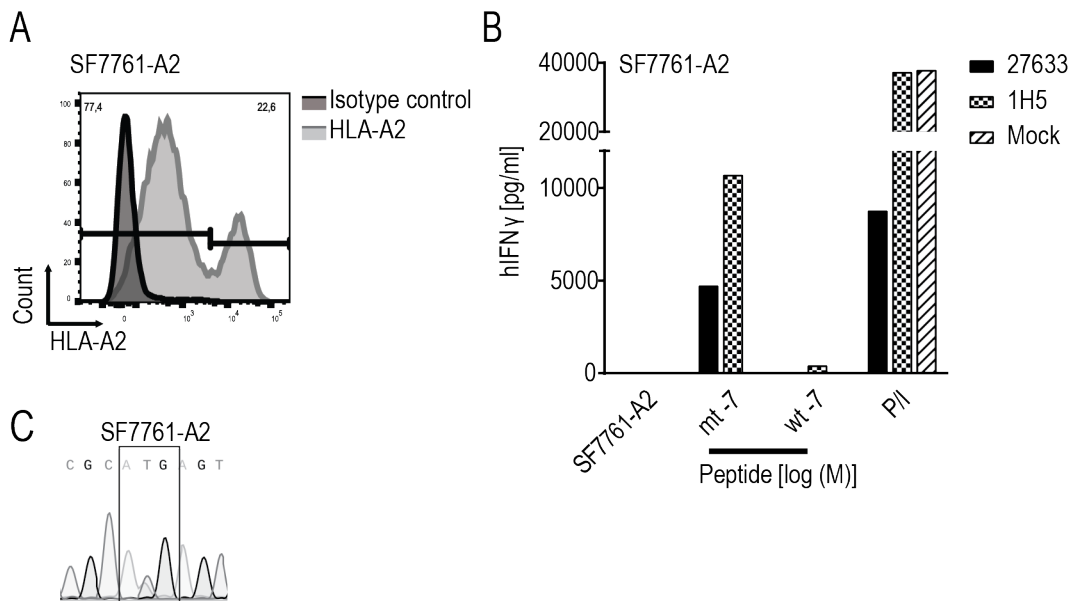 A
SF7761-A2
77,4
22,6
100
80
60
40
20
0
0
10³
10⁴
10⁵
Count
HLA-A2
Isotype control
HLA-A2
B
SF7761-A2
40000
20000
10000
5000
0
hIFNγ [pg/ml]
SF7761-A2
mt -7
wt -7
P/I
Peptide [log (M)]
27633
1H5
Mock
C
SF7761-A2
C G C A T G A G T